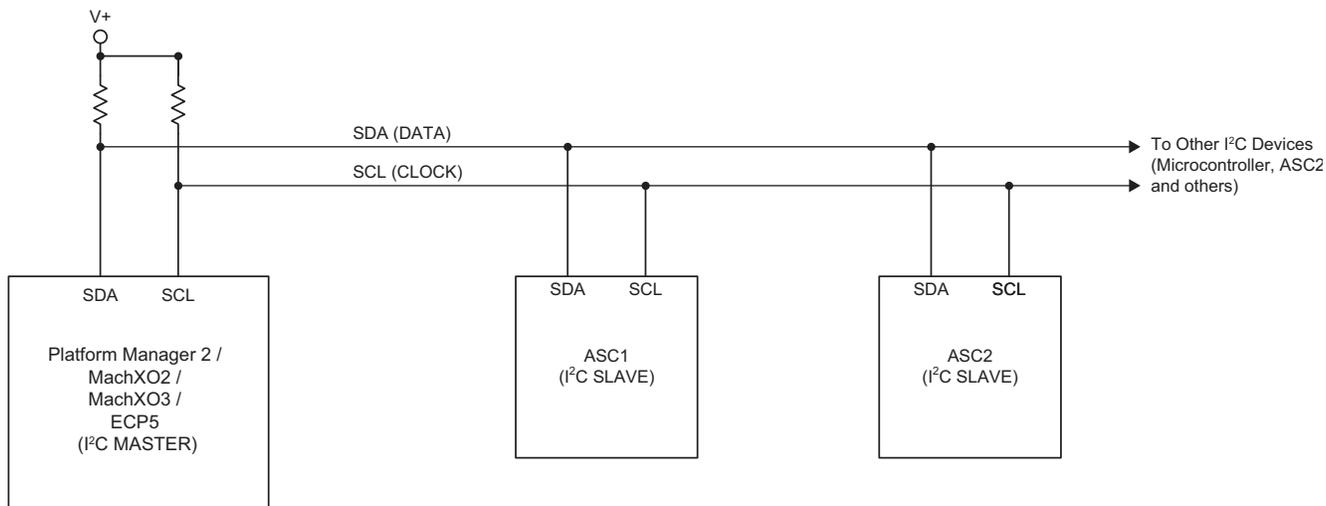 V+
SDA (DATA)
SCL (CLOCK)
To Other I²C Devices
(Microcontroller, ASC2
and others)
SDA SCL
Platform Manager 2 /
MachXO2 /
MachXO3 /
ECP5
(I²C MASTER)
SDA SCL
ASC1
(I²C SLAVE)
SDA SCL
ASC2
(I²C SLAVE)